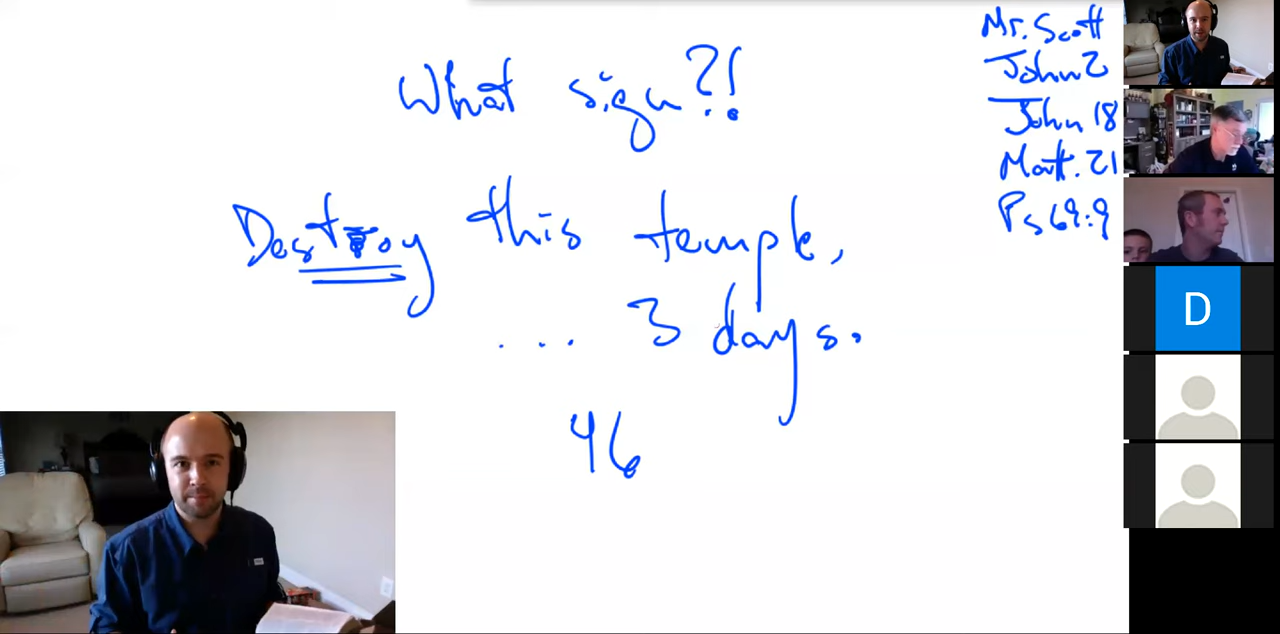 What sign?!
Destroy this temple,
... 3 days.
46
Mr. Scott
John 2
John 18
Matt. 21
Ps 69:9
D